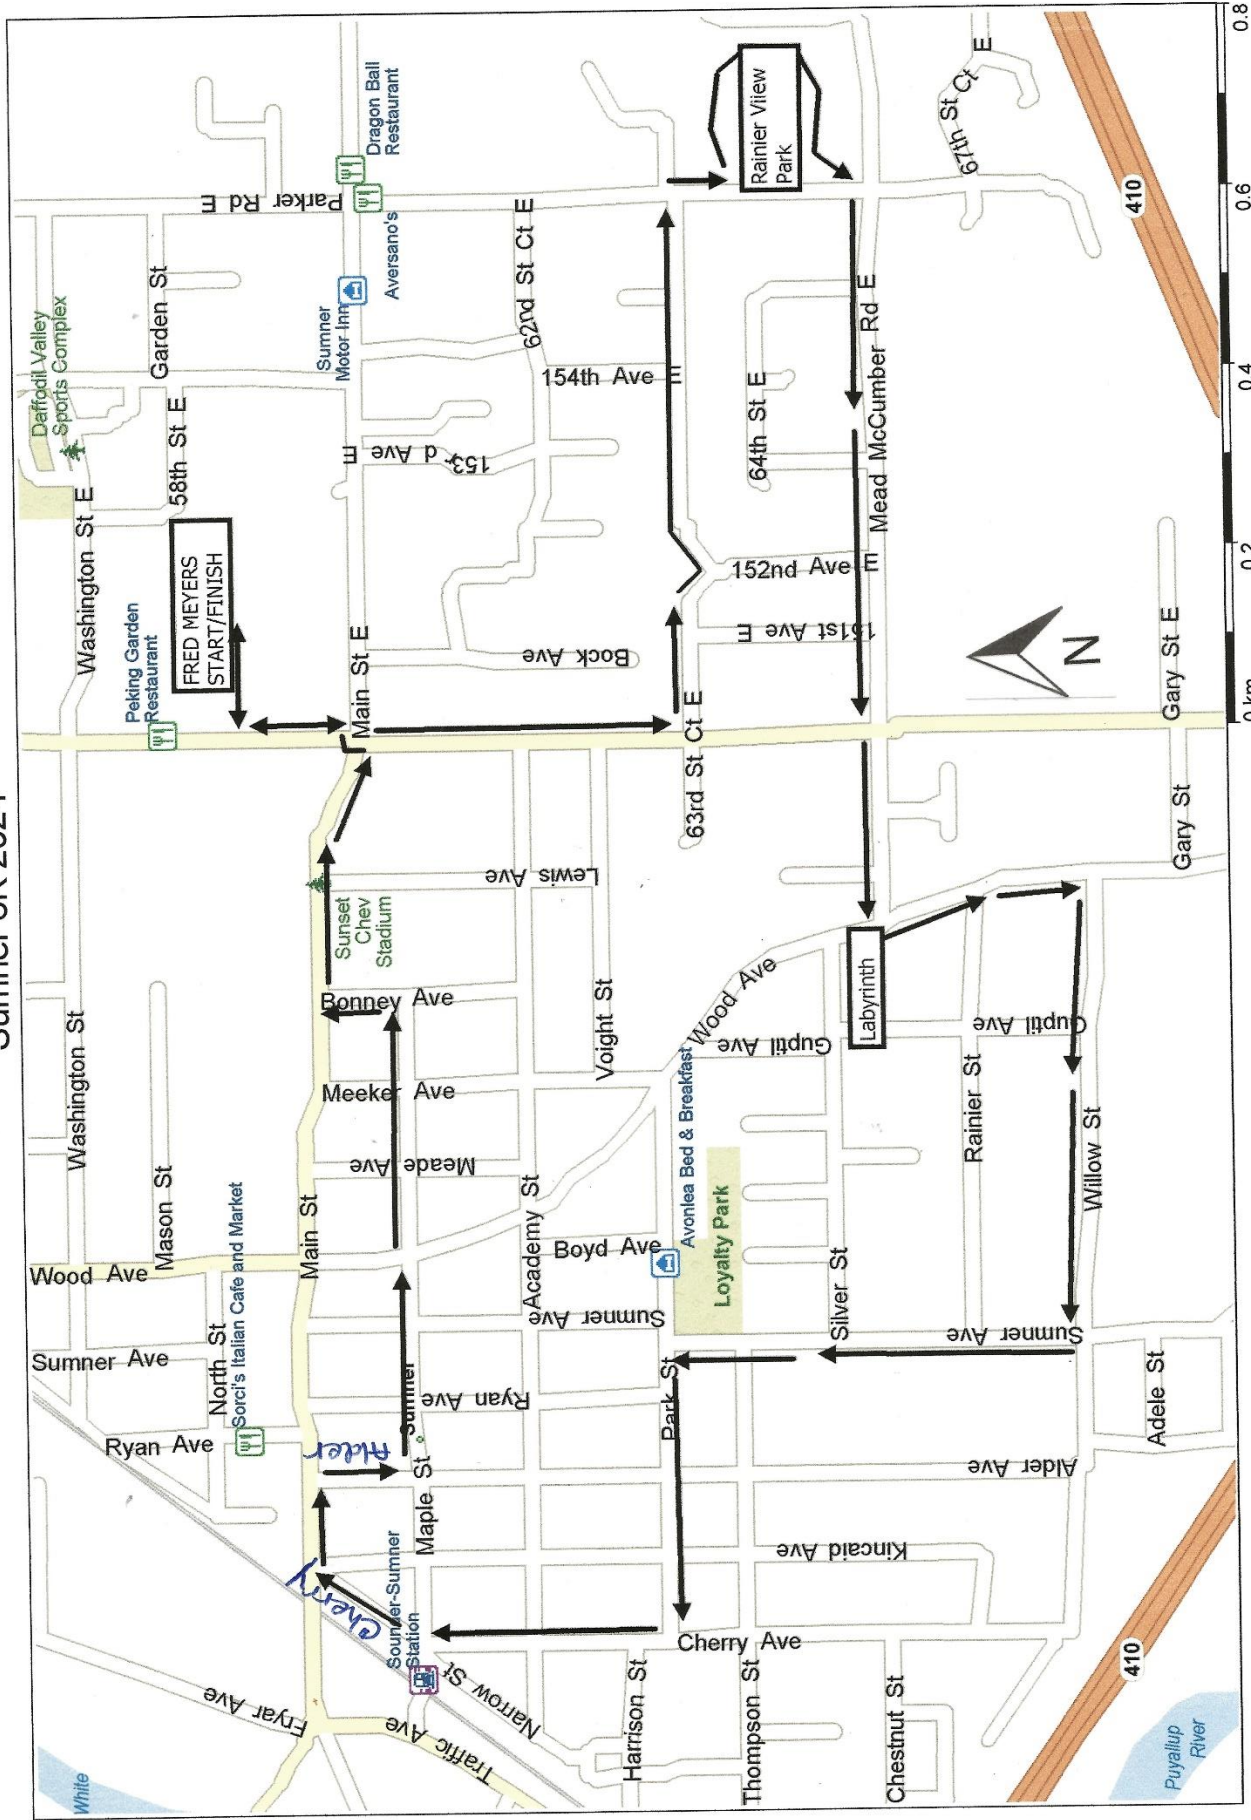 White
Fryar Ave
Traffic Ave
Narrow St
Sounder-Sumner
Station
Cherry
Alder
Harrison St
Thompson St
Chestnut St
Cherry Ave
Kincaid Ave
Alder Ave
Maple St
Ryan Ave
Sorci's Italian Cafe and Market
North St
Sumner Ave
Wood Ave
Mason St
Washington St
Main St
Sumner
Ryan Ave
Park St
Sumner Ave
Sumner Ave
Adele St
Academy St
Boyd Ave
Avonlea Bed & Breakfast
Loyalty Park
Silver St
Meade Ave
Meeker Ave
Bonney Ave
Voight St
Wood Ave
Guptil Ave
Guptil Ave
Rainier St
Willow St
Labyrinth
Sunset
Chev
Stadium
Lewis Ave
Gary St
Gary St E
63rd St Ct E
Peking Garden
Restaurant
FRED MEYERS
START/FINISH
Main St E
Bock Ave
151st Ave E
152nd Ave E
Mead McCumber Rd E
Washington St E
58th St E
Daffodil Valley
Sports Complex
Garden St
153rd Ave E
154th Ave E
64th St E
62nd St Ct E
Sumner
Motor Inn
Aversano's
Dragon Ball
Restaurant
Parker Rd E
Rainier Viiew
Park
67th St Ct E
410
410
Puyallup
River
N
0 km
0.2
0.4
0.6
0.8